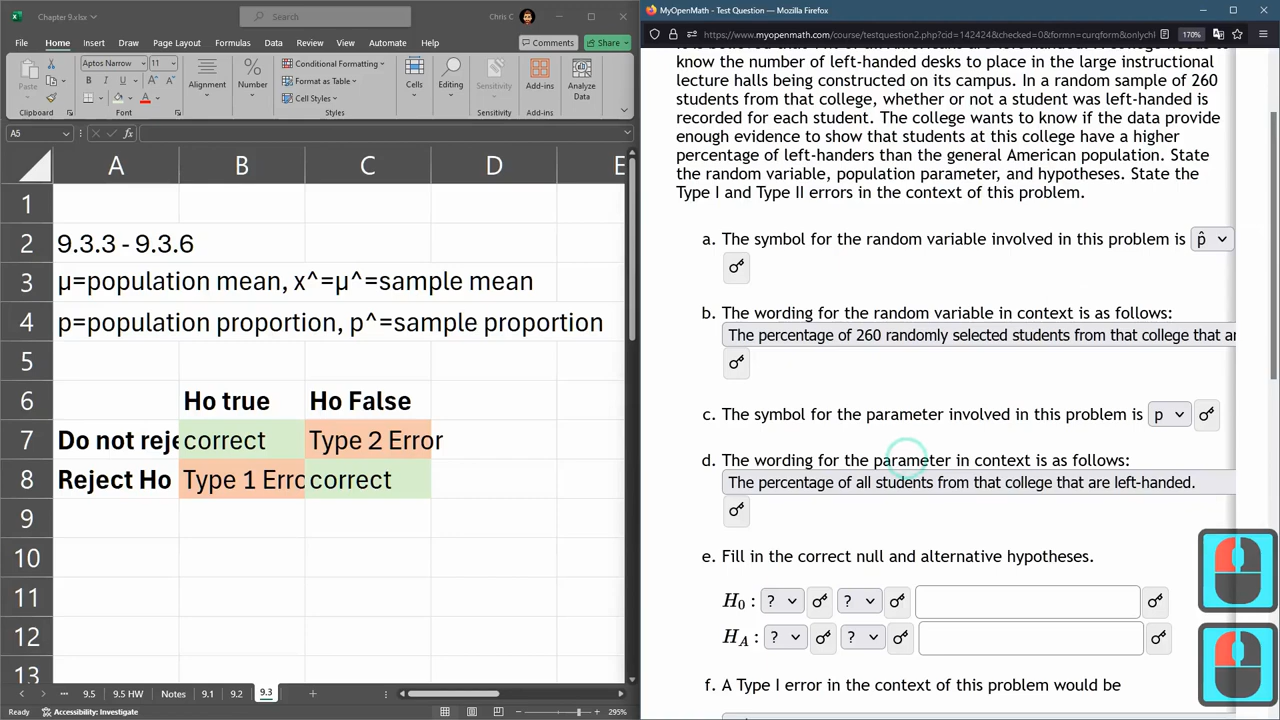 Chapter 9.xlsx
Search
Chris C
File Home Insert Draw Page Layout Formulas Data Review View Automate Developer Help Acrobat Comments Share
Paste
Aptos Narrow 11
B I U A A
Alignment
Number
Conditional Formatting
Format as Table
Cell Styles
Cells
Editing
Add-ins
Sensitivity
Analyze Data
Clipboard Font Styles Sensitivity Add-ins
A5 fx
A B C D E
1
2 9.3.3 - 9.3.6
3 μ=population mean, x^=μ^=sample mean
4 p=population proportion, p^=sample proportion
5
6 Ho true Ho False
7 Do not reje correct Type 2 Error
8 Reject Ho Type 1 Erro correct
9
10
11
12
13
9.5 9.5 HW Notes 9.1 9.2 9.3
Ready Accessibility: Investigate 295%
MyOpenMath - Test Question — Mozilla Firefox
https://www.myopenmath.com/course/testquestion2.php?cid=142424&checked=0&formn=curqform&onlychl 170%
know the number of left-handed desks to place in the large instructional
lecture halls being constructed on its campus. In a random sample of 260
students from that college, whether or not a student was left-handed is
recorded for each student. The college wants to know if the data provide
enough evidence to show that students at this college have a higher
percentage of left-handers than the general American population. State
the random variable, population parameter, and hypotheses. State the
Type I and Type II errors in the context of this problem.
a. The symbol for the random variable involved in this problem is p̂
b. The wording for the random variable in context is as follows:
The percentage of 260 randomly selected students from that college that ar
c. The symbol for the parameter involved in this problem is p
d. The wording for the parameter in context is as follows:
The percentage of all students from that college that are left-handed.
e. Fill in the correct null and alternative hypotheses.
H₀ : ? ?
H_A : ? ?
f. A Type I error in the context of this problem would be